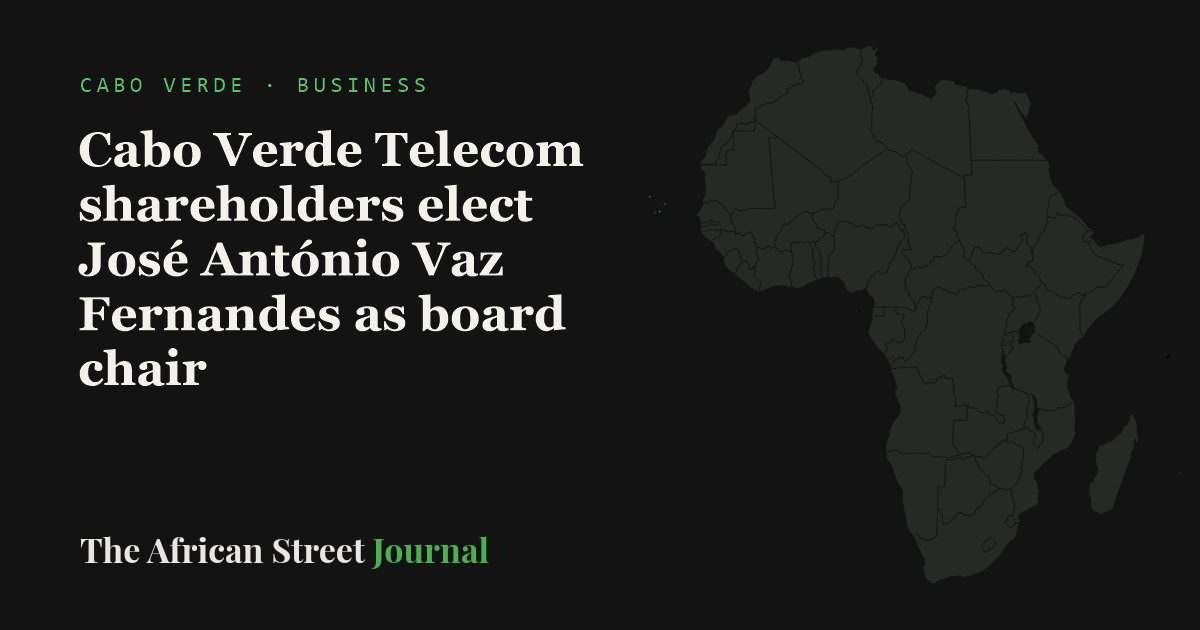 CABO VERDE · BUSINESS
Cabo Verde Telecom
shareholders elect
José António Vaz
Fernandes as board
chair
The African Street Journal